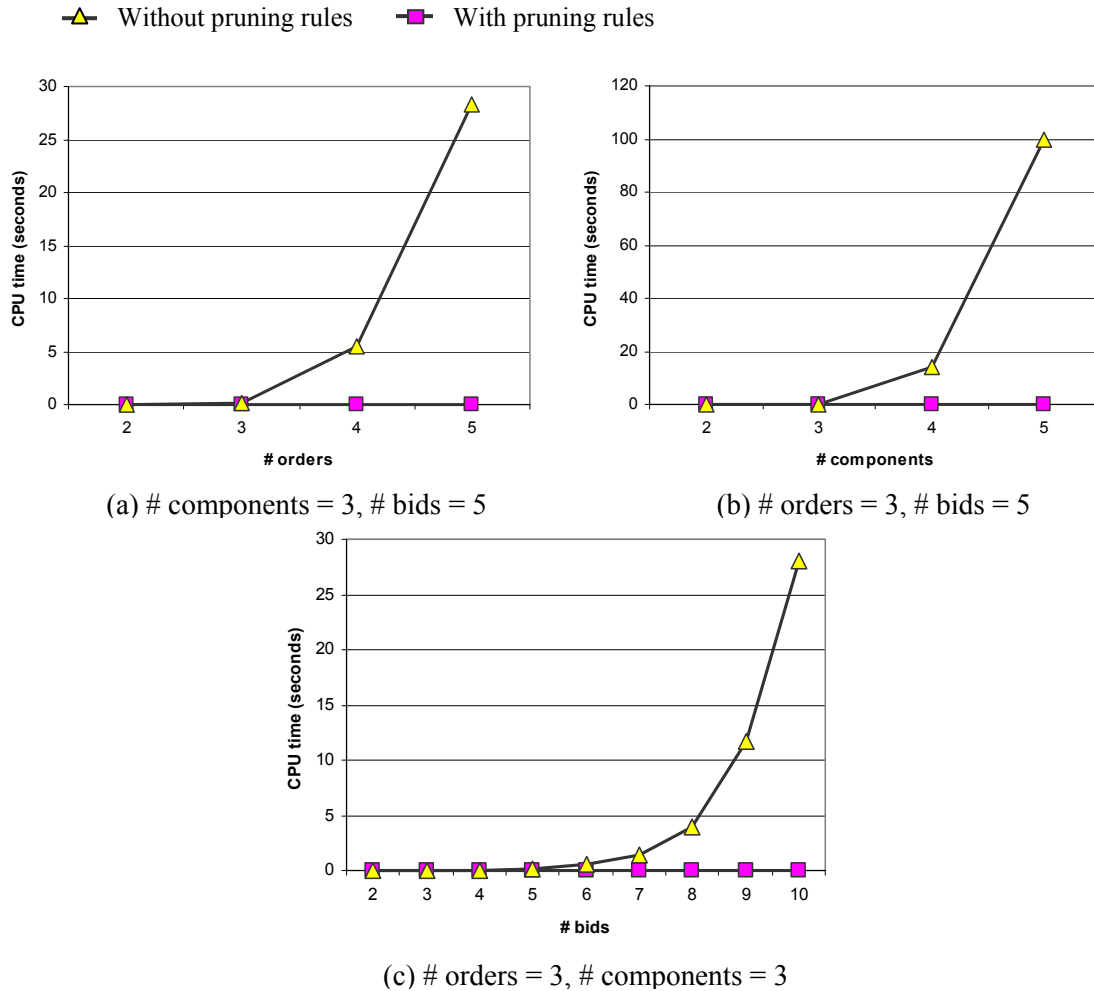 Without pruning rules With pruning rules
30
25
20
15
10
5
0
CPU time (seconds)
2 3 4 5
# orders
(a) # components = 3, # bids = 5
120
100
80
60
40
20
0
CPU time (seconds)
2 3 4 5
# components
(b) # orders = 3, # bids = 5
30
25
20
15
10
5
0
CPU time (seconds)
2 3 4 5 6 7 8 9 10
# bids
(c) # orders = 3, # components = 3